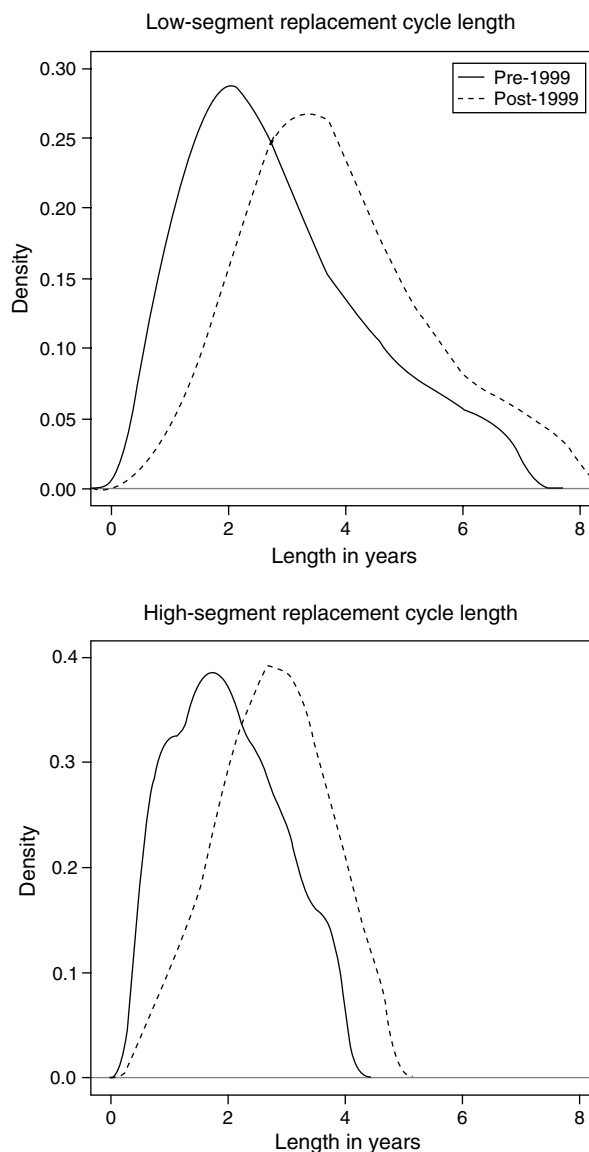 Low-segment replacement cycle length
Pre-1999
Post-1999
0.30
0.25
0.20
0.15
0.10
0.05
0.00
Density
0 2 4 6 8
Length in years
High-segment replacement cycle length
0.4
0.3
0.2
0.1
0.0
Density
0 2 4 6 8
Length in years